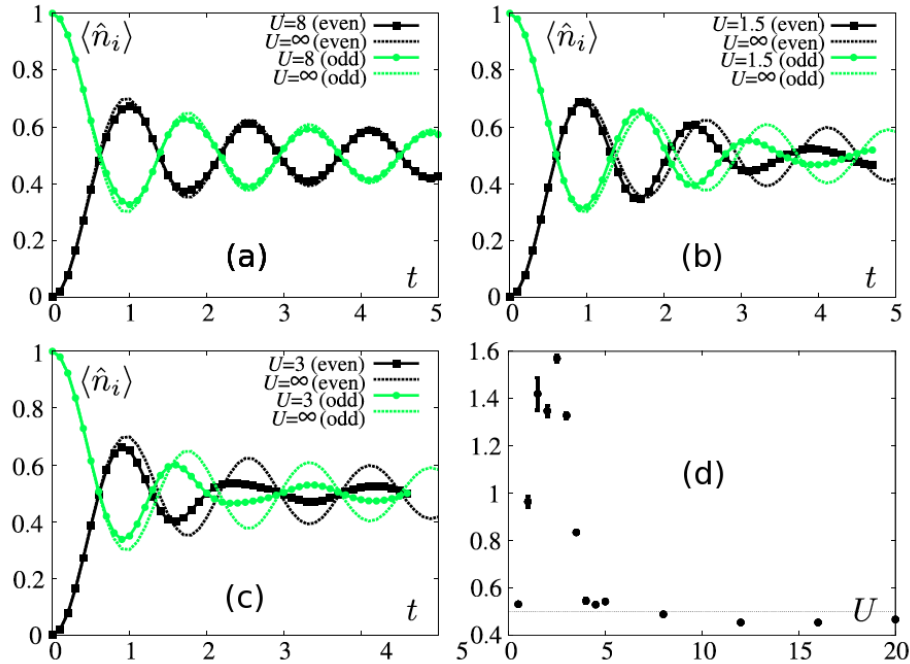 1
0.8
0.6
0.4
0.2
0
0 1 2 3 4 5
⟨n̂ᵢ⟩
U=8 (even)
U=∞ (even)
U=8 (odd)
U=∞ (odd)
(a)
t
1
0.8
0.6
0.4
0.2
0
0 1 2 3 4 5
⟨n̂ᵢ⟩
U=1.5 (even)
U=∞ (even)
U=1.5 (odd)
U=∞ (odd)
(b)
t
1
0.8
0.6
0.4
0.2
0
0 1 2 3 4 5
⟨n̂ᵢ⟩
U=3 (even)
U=∞ (even)
U=3 (odd)
U=∞ (odd)
(c)
t
1.6
1.4
1.2
1
0.8
0.6
0.4
0 5 10 15 20
(d)
U